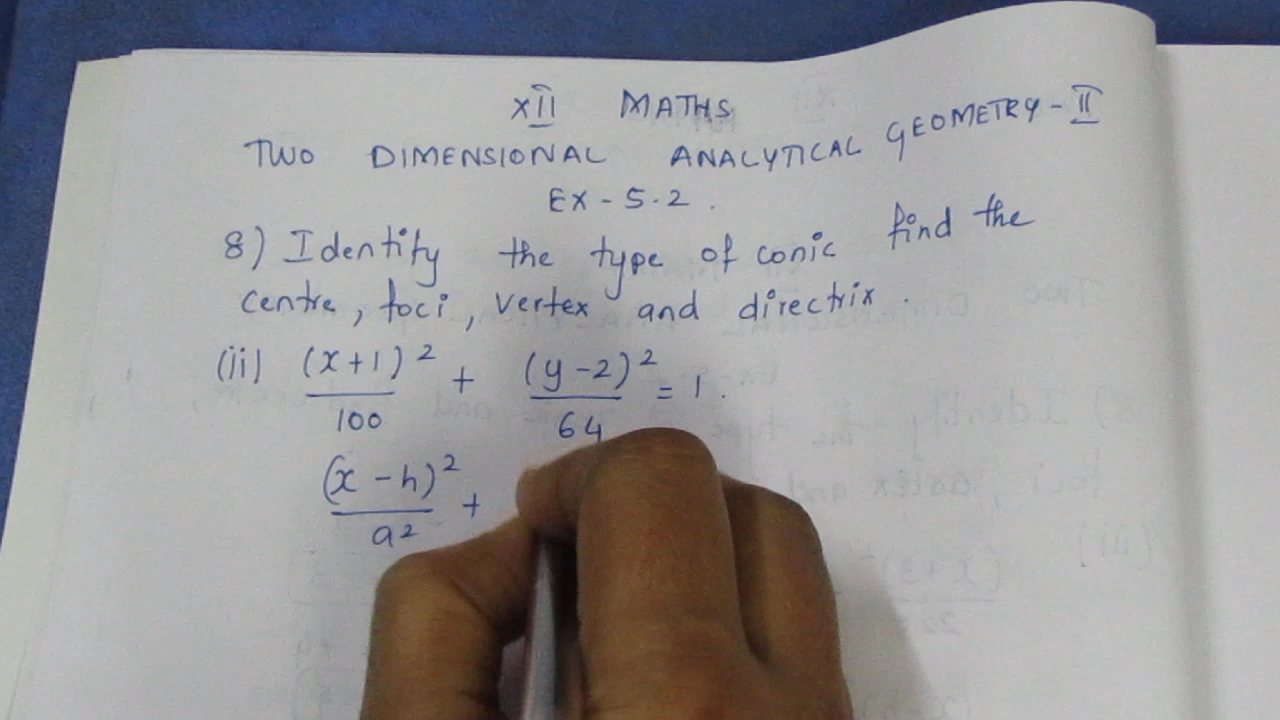 XII MATHS
TWO DIMENSIONAL ANALYTICAL GEOMETRY - II
EX - 5.2.
8) Identify the type of conic find the
centre, foci, vertex and directrix.
(ii) (x+1)²/100 + (y-2)²/64 = 1.
(x-h)²/a² +